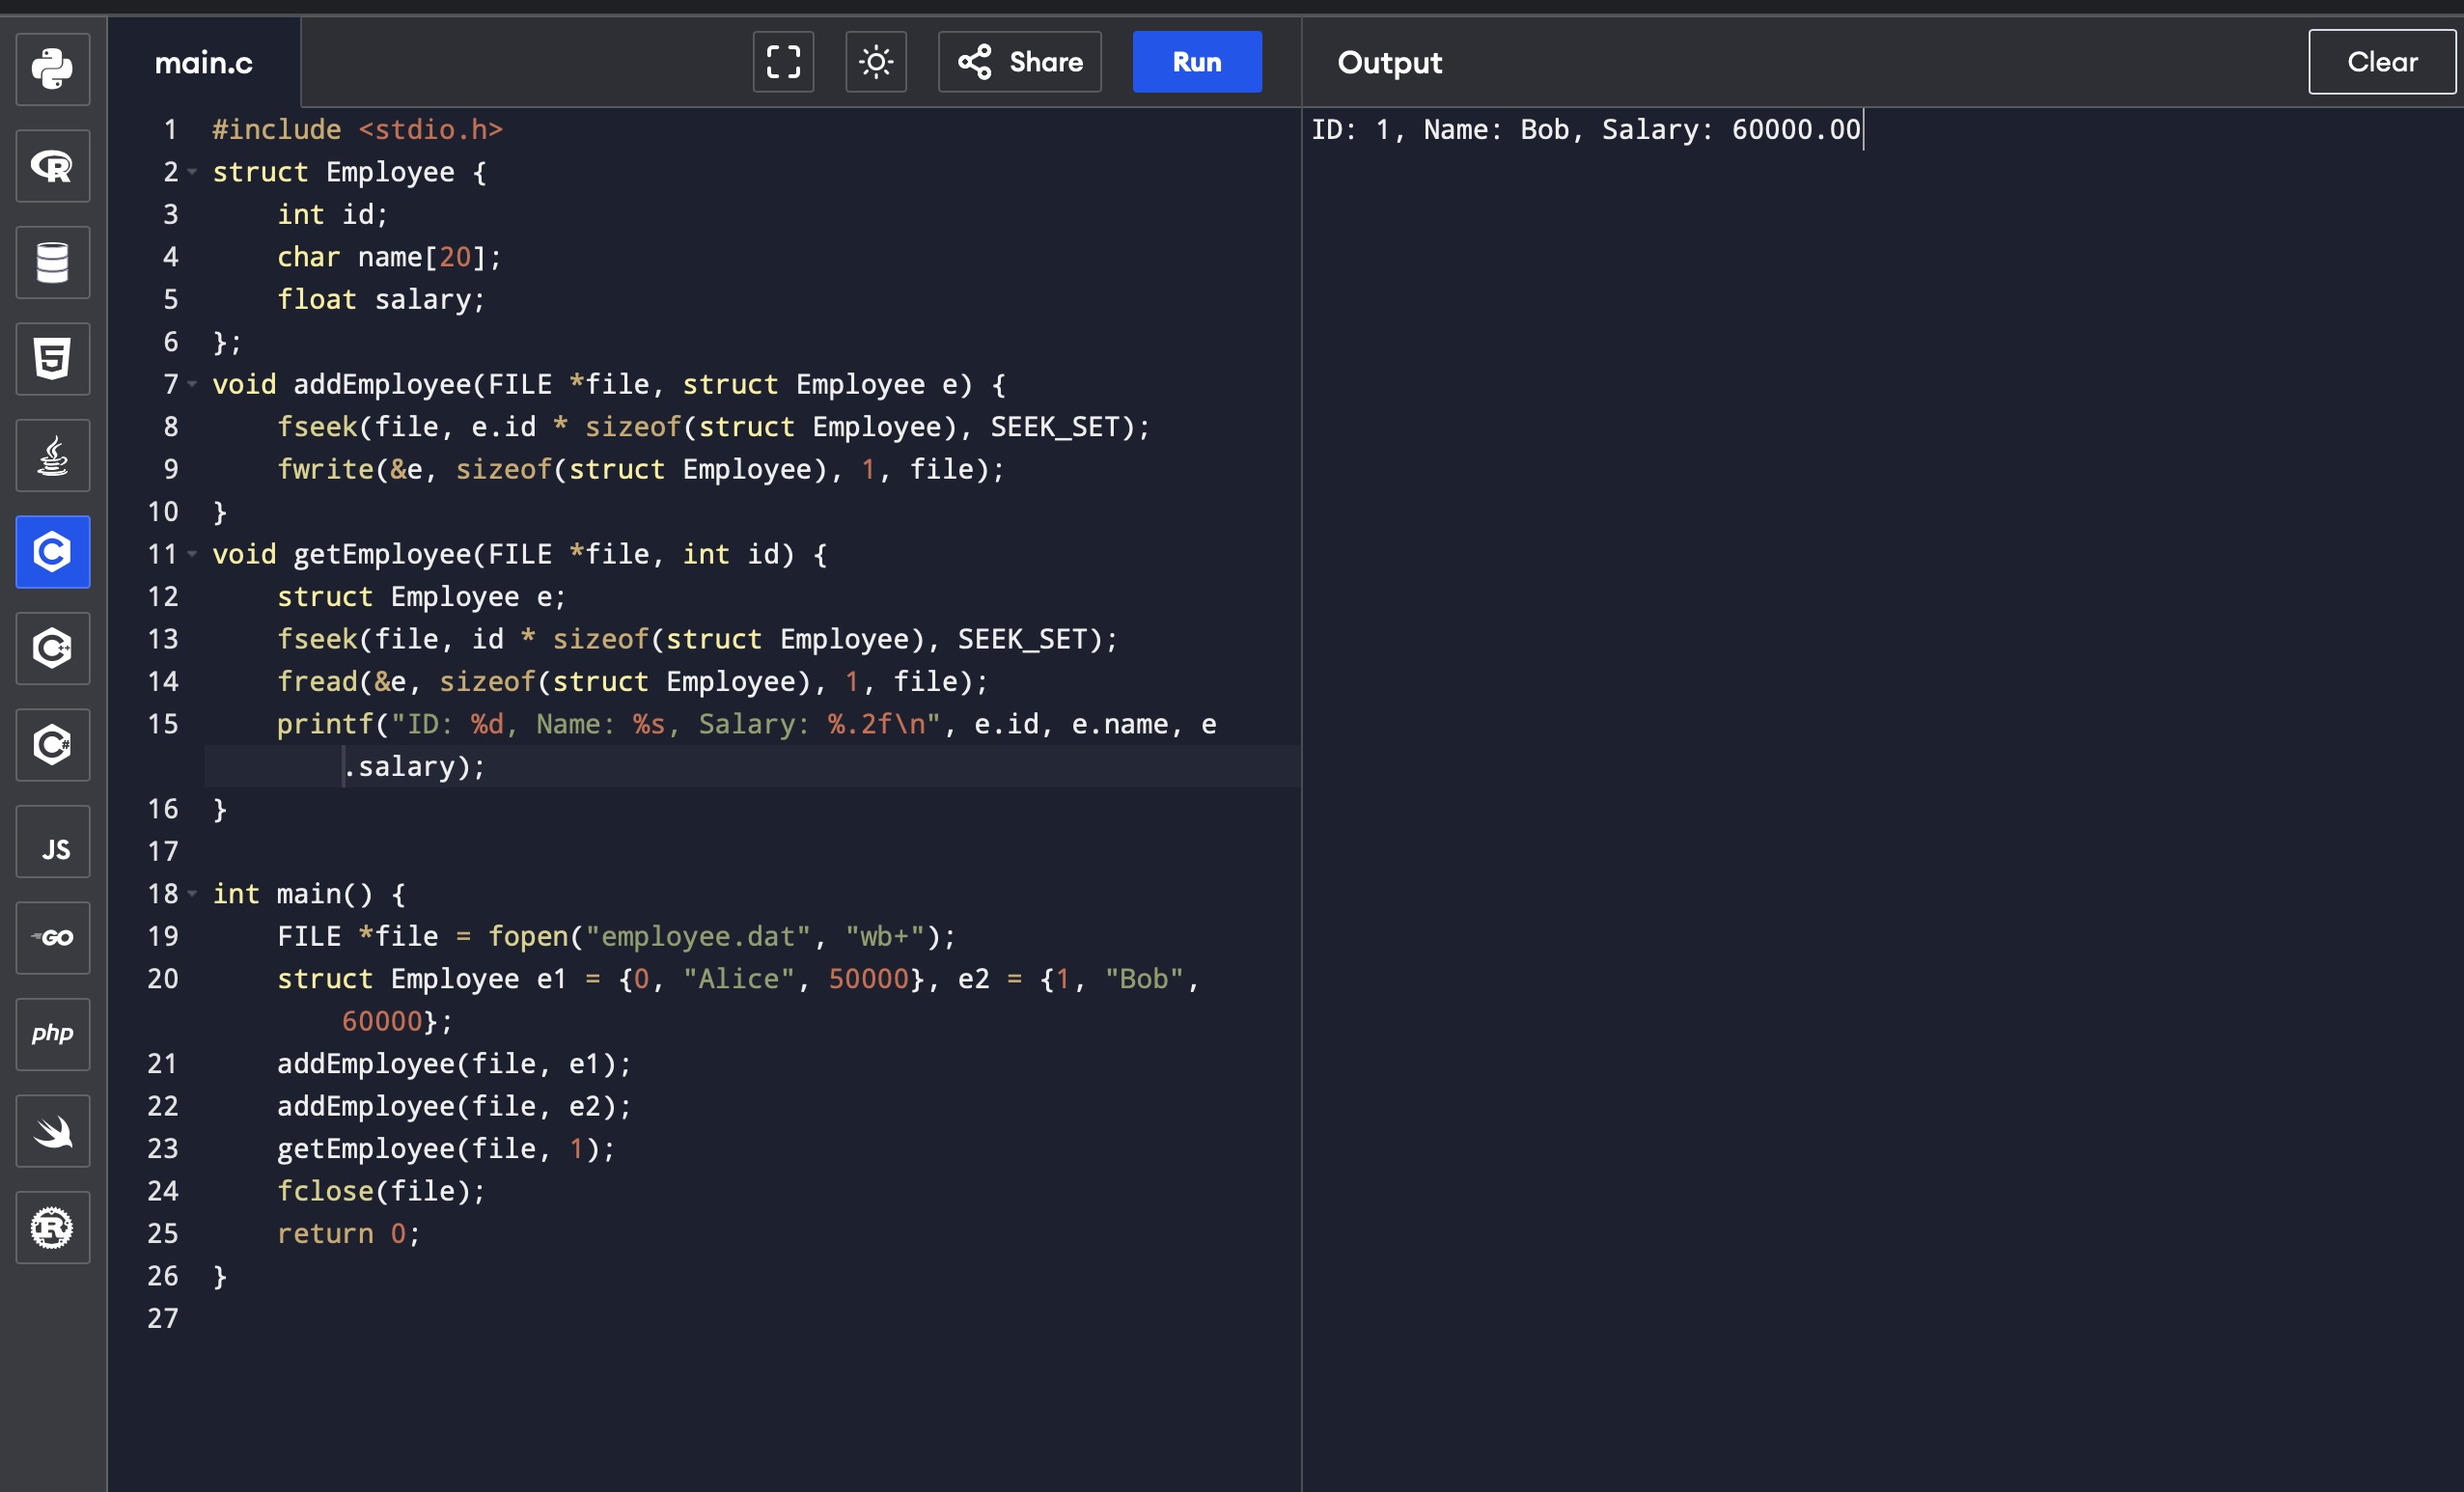 main.c
Share
Run
Output
Clear
1 #include <stdio.h>
2 struct Employee {
3     int id;
4     char name[20];
5     float salary;
6 };
7 void addEmployee(FILE *file, struct Employee e) {
8     fseek(file, e.id * sizeof(struct Employee), SEEK_SET);
9     fwrite(&e, sizeof(struct Employee), 1, file);
10 }
11 void getEmployee(FILE *file, int id) {
12     struct Employee e;
13     fseek(file, id * sizeof(struct Employee), SEEK_SET);
14     fread(&e, sizeof(struct Employee), 1, file);
15     printf("ID: %d, Name: %s, Salary: %.2f\n", e.id, e.name, e
        .salary);
16 }
17
18 int main() {
19     FILE *file = fopen("employee.dat", "wb+");
20     struct Employee e1 = {0, "Alice", 50000}, e2 = {1, "Bob",
        60000};
21     addEmployee(file, e1);
22     addEmployee(file, e2);
23     getEmployee(file, 1);
24     fclose(file);
25     return 0;
26 }
27
ID: 1, Name: Bob, Salary: 60000.00
R
5
C
C++
C#
JS
GO
php
R